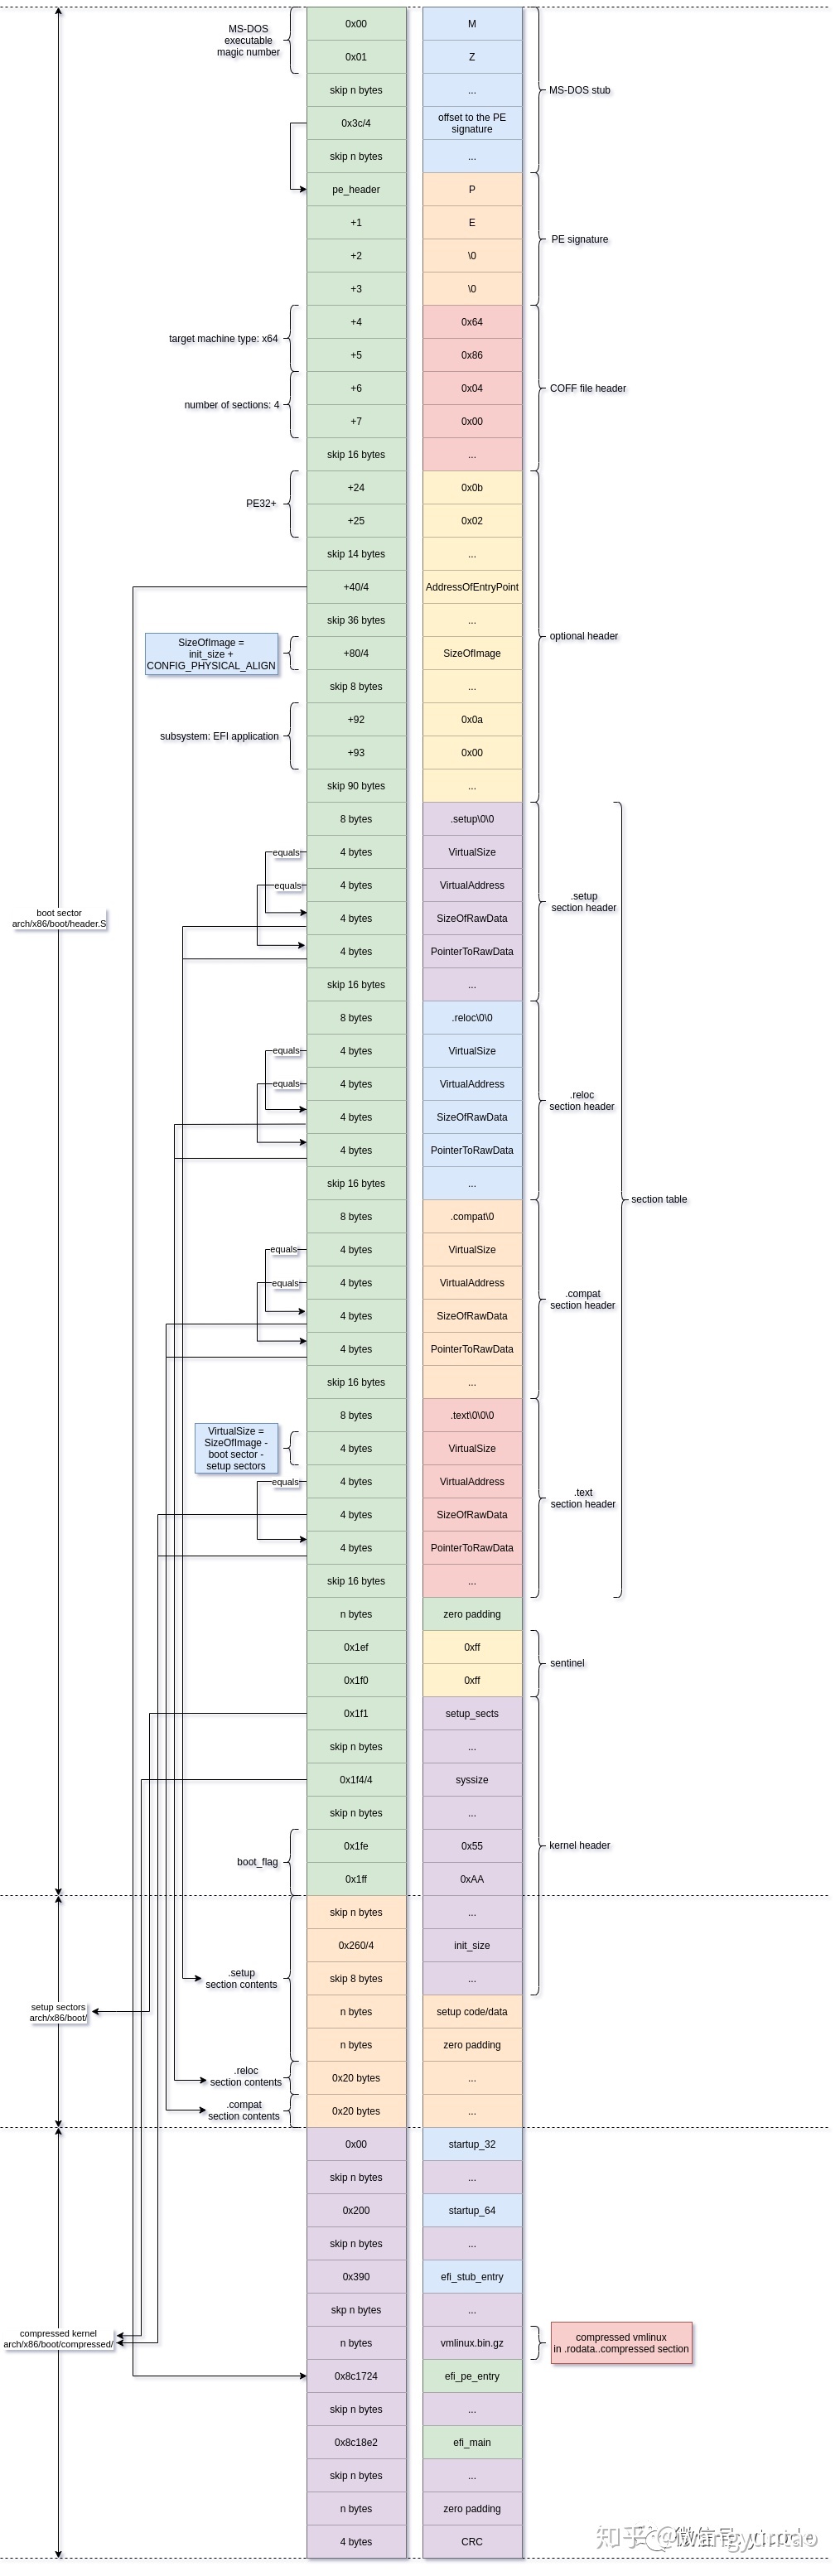 MS-DOS
executable
magic number
0x00 M
0x01 Z
skip n bytes ...
MS-DOS stub
0x3c/4 offset to the PE
signature
skip n bytes ...
pe_header P
+1 E
PE signature
+2 \0
+3 \0
+4 0x64
target machine type: x64
+5 0x86
+6 0x04
COFF file header
number of sections: 4
+7 0x00
skip 16 bytes ...
+24 0x0b
PE32+
+25 0x02
skip 14 bytes ...
+40/4 AddressOfEntryPoint
skip 36 bytes ...
optional header
SizeOfImage =
init_size +
CONFIG_PHYSICAL_ALIGN
+80/4 SizeOfImage
skip 8 bytes ...
+92 0x0a
subsystem: EFI application
+93 0x00
skip 90 bytes ...
8 bytes .setup\0\0
equals 4 bytes VirtualSize
equals 4 bytes VirtualAddress
.setup
section header
boot sector
arch/x86/boot/header.S
4 bytes SizeOfRawData
4 bytes PointerToRawData
skip 16 bytes ...
8 bytes .reloc\0\0
equals 4 bytes VirtualSize
equals 4 bytes VirtualAddress
.reloc
section header
4 bytes SizeOfRawData
4 bytes PointerToRawData
skip 16 bytes ...
section table
8 bytes .compat\0
equals 4 bytes VirtualSize
equals 4 bytes VirtualAddress
.compat
section header
4 bytes SizeOfRawData
4 bytes PointerToRawData
skip 16 bytes ...
8 bytes .text\0\0\0
VirtualSize =
SizeOfImage -
boot sector -
setup sectors
4 bytes VirtualSize
equals 4 bytes VirtualAddress
.text
section header
4 bytes SizeOfRawData
4 bytes PointerToRawData
skip 16 bytes ...
n bytes zero padding
0x1ef 0xff
sentinel
0x1f0 0xff
0x1f1 setup_sects
skip n bytes ...
0x1f4/4 syssize
skip n bytes ...
0x1fe 0x55
kernel header
boot_flag
0x1ff 0xAA
skip n bytes ...
0x260/4 init_size
.setup
section contents
skip 8 bytes ...
setup sectors
arch/x86/boot/
n bytes setup code/data
n bytes zero padding
.reloc
section contents
0x20 bytes ...
.compat
section contents
0x20 bytes ...
0x00 startup_32
skip n bytes ...
0x200 startup_64
skip n bytes ...
0x390 efi_stub_entry
skp n bytes ...
compressed kernel
arch/x86/boot/compressed/
n bytes vmlinux.bin.gz
compressed vmlinux
in .rodata..compressed section
0x8c1724 efi_pe_entry
skip n bytes ...
0x8c18e2 efi_main
skip n bytes ...
n bytes zero padding
4 bytes CRC